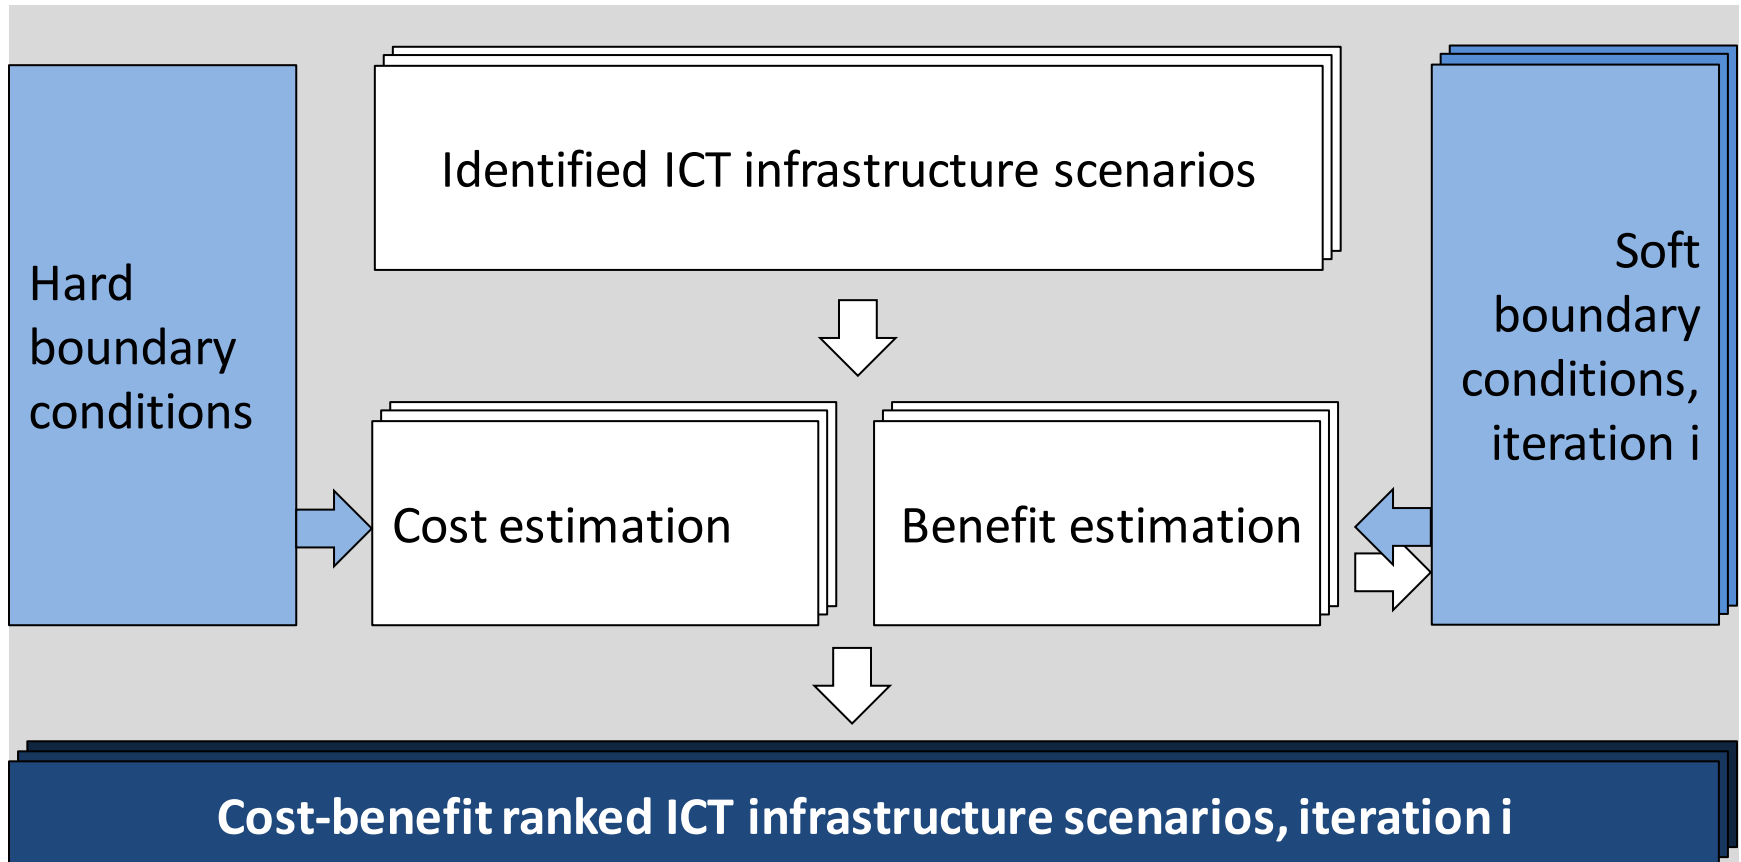 Identified ICT infrastructure scenarios
Hard
boundary
conditions
Soft
boundary
conditions,
iteration i
Cost estimation
Benefit estimation
Cost-benefit ranked ICT infrastructure scenarios, iteration i